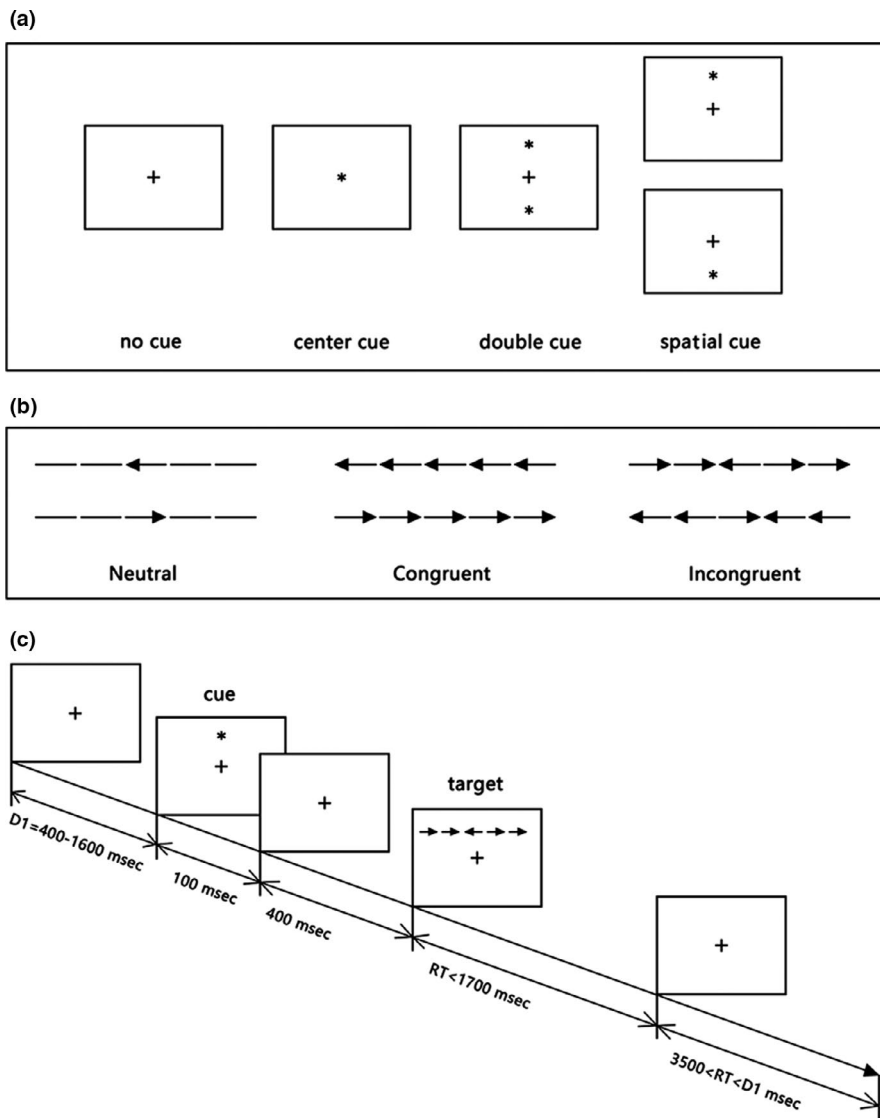 (a)
no cue
center cue
double cue
spatial cue
(b)
Neutral
Congruent
Incongruent
(c)
cue
target
D1=400-1600 msec
100 msec
400 msec
RT<1700 msec
3500<RT<D1 msec